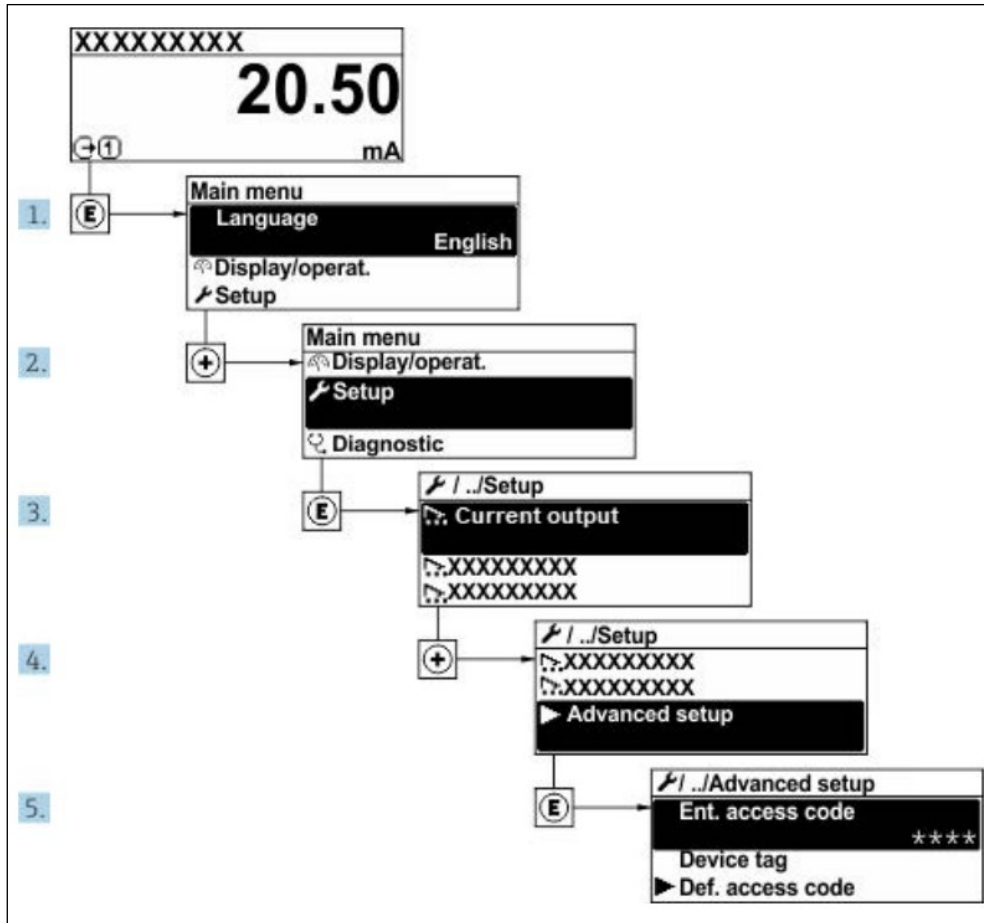 XXXXXXXXX
20.50
1 mA
1. E
Main menu
Language
English
Display/operat.
Setup
2. +
Main menu
Display/operat.
Setup
Diagnostic
3. E
/ ../Setup
Current output
XXXXXXXXX
XXXXXXXXX
4. +
/ ../Setup
XXXXXXXXX
XXXXXXXXX
Advanced setup
5. E
/ ../Advanced setup
Ent. access code
****
Device tag
Def. access code